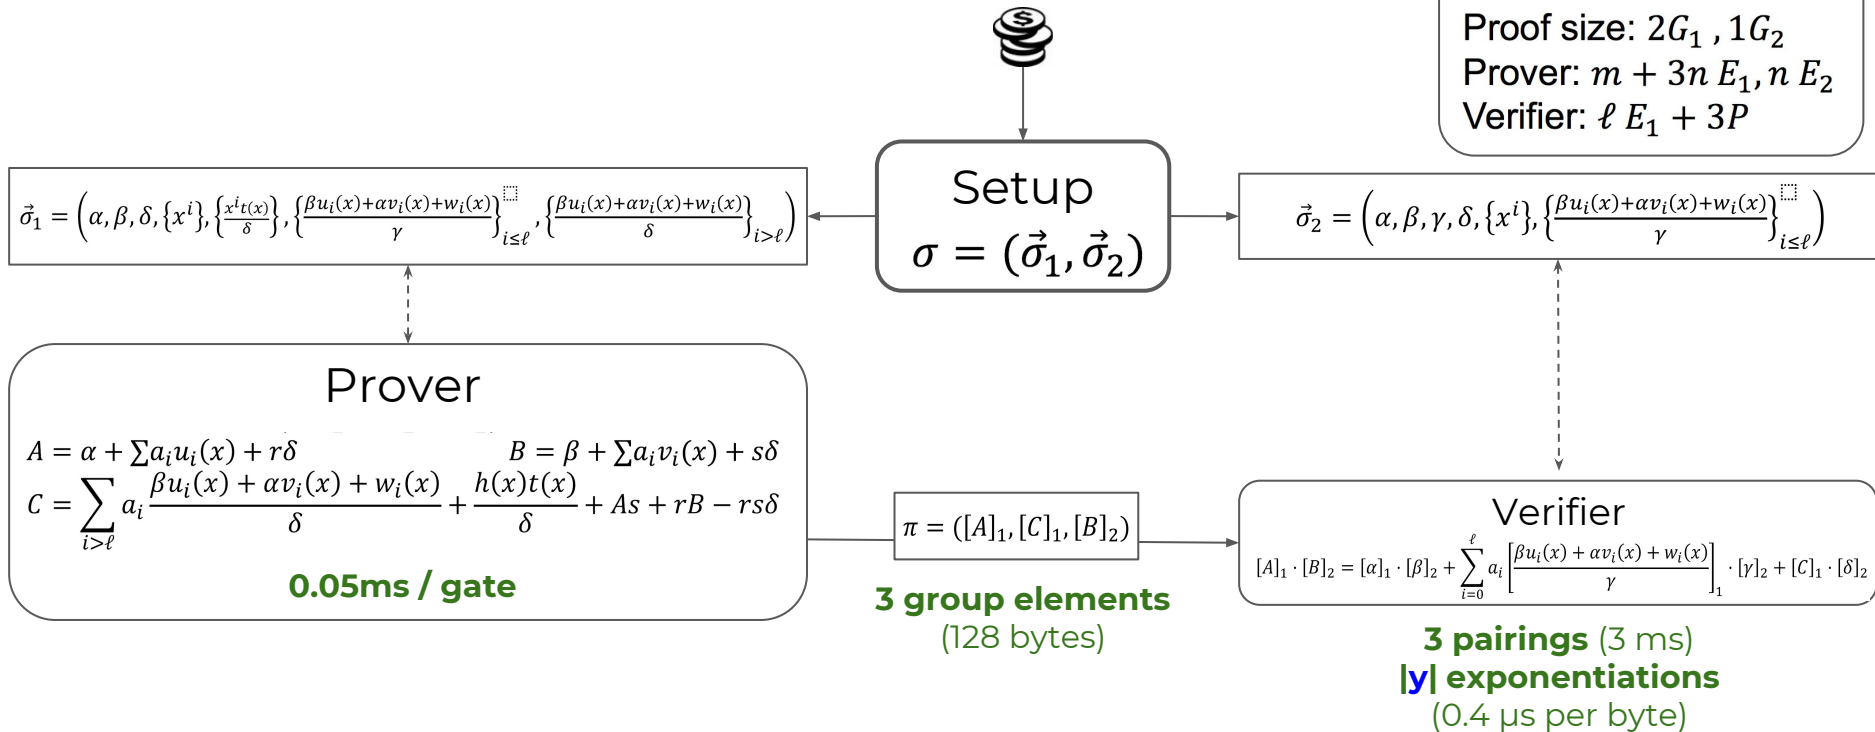 $
Proof size: 2G₁ , 1G₂
Prover: m + 3n E₁, n E₂
Verifier: ℓ E₁ + 3P
Setup
σ = (σ⃗₁, σ⃗₂)
σ⃗₁ = (α, β, δ, {xⁱ}, {xⁱt(x)/δ}, {(βuᵢ(x)+αvᵢ(x)+wᵢ(x))/γ}ᵢ≤ℓ, {(βuᵢ(x)+αvᵢ(x)+wᵢ(x))/δ}ᵢ>ℓ)
σ⃗₂ = (α, β, γ, δ, {xⁱ}, {(βuᵢ(x)+αvᵢ(x)+wᵢ(x))/γ}ᵢ≤ℓ)
Prover
A = α + ∑aᵢuᵢ(x) + rδ B = β + ∑aᵢvᵢ(x) + sδ
C = ∑ᵢ>ℓ aᵢ (βuᵢ(x) + αvᵢ(x) + wᵢ(x))/δ + h(x)t(x)/δ + As + rB − rsδ
0.05ms / gate
π = ([A]₁, [C]₁, [B]₂)
3 group elements
(128 bytes)
Verifier
[A]₁ · [B]₂ = [α]₁ · [β]₂ + ∑ᵢ₌₀^ℓ aᵢ [(βuᵢ(x) + αvᵢ(x) + wᵢ(x))/γ]₁ · [γ]₂ + [C]₁ · [δ]₂
3 pairings (3 ms)
|y| exponentiations
(0.4 µs per byte)